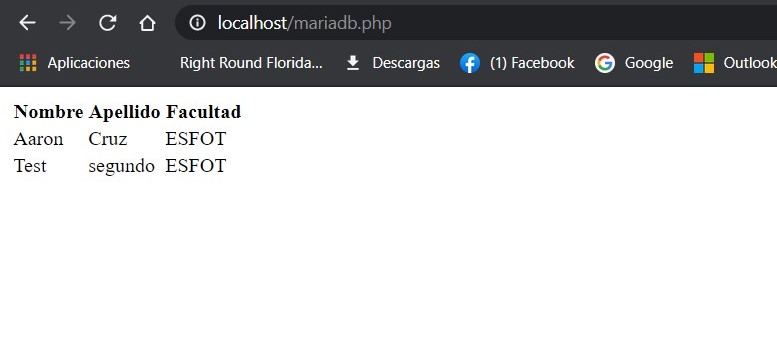 localhost/mariadb.php
Aplicaciones Right Round Florida... Descargas (1) Facebook Google Outlook
Nombre Apellido Facultad
Aaron Cruz ESFOT
Test segundo ESFOT